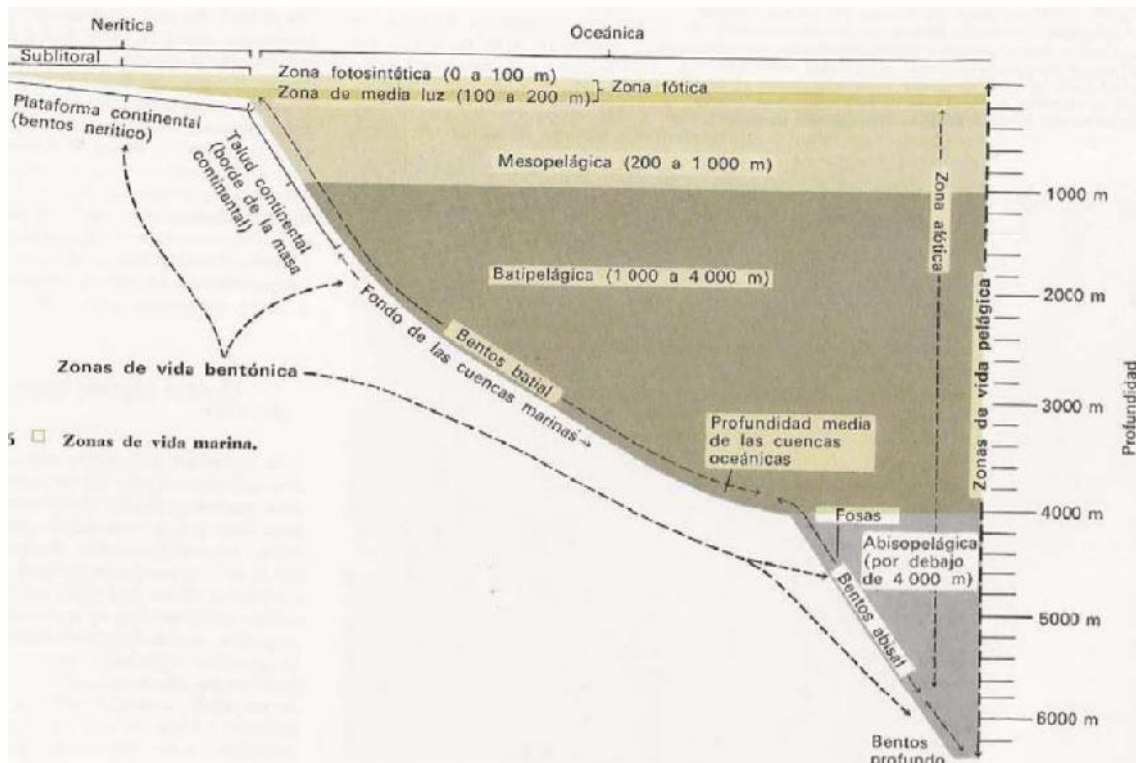 Nerítica
Oceánica
Sublitoral
Zona fotosintética (0 a 100 m)
Zona de media luz (100 a 200 m)
Zona fótica
Plataforma continental
(bentos nerítico)
Talud continental
(borde de la masa
continental)
Mesopelágica (200 a 1 000 m)
1000 m
Zona afótica
Batipelágica (1 000 a 4 000 m)
2000 m
Zonas de vida pelágica
Fondo de las cuencas marinas
Bentos batial
Zonas de vida bentónica
3000 m
Profundidad
Profundidad media
de las cuencas
oceánicas
5
Zonas de vida marina.
4000 m
Fosas
Abisopelágica
(por debajo
de 4 000 m)
Bentos abisal
5000 m
6000 m
Bentos
profundo